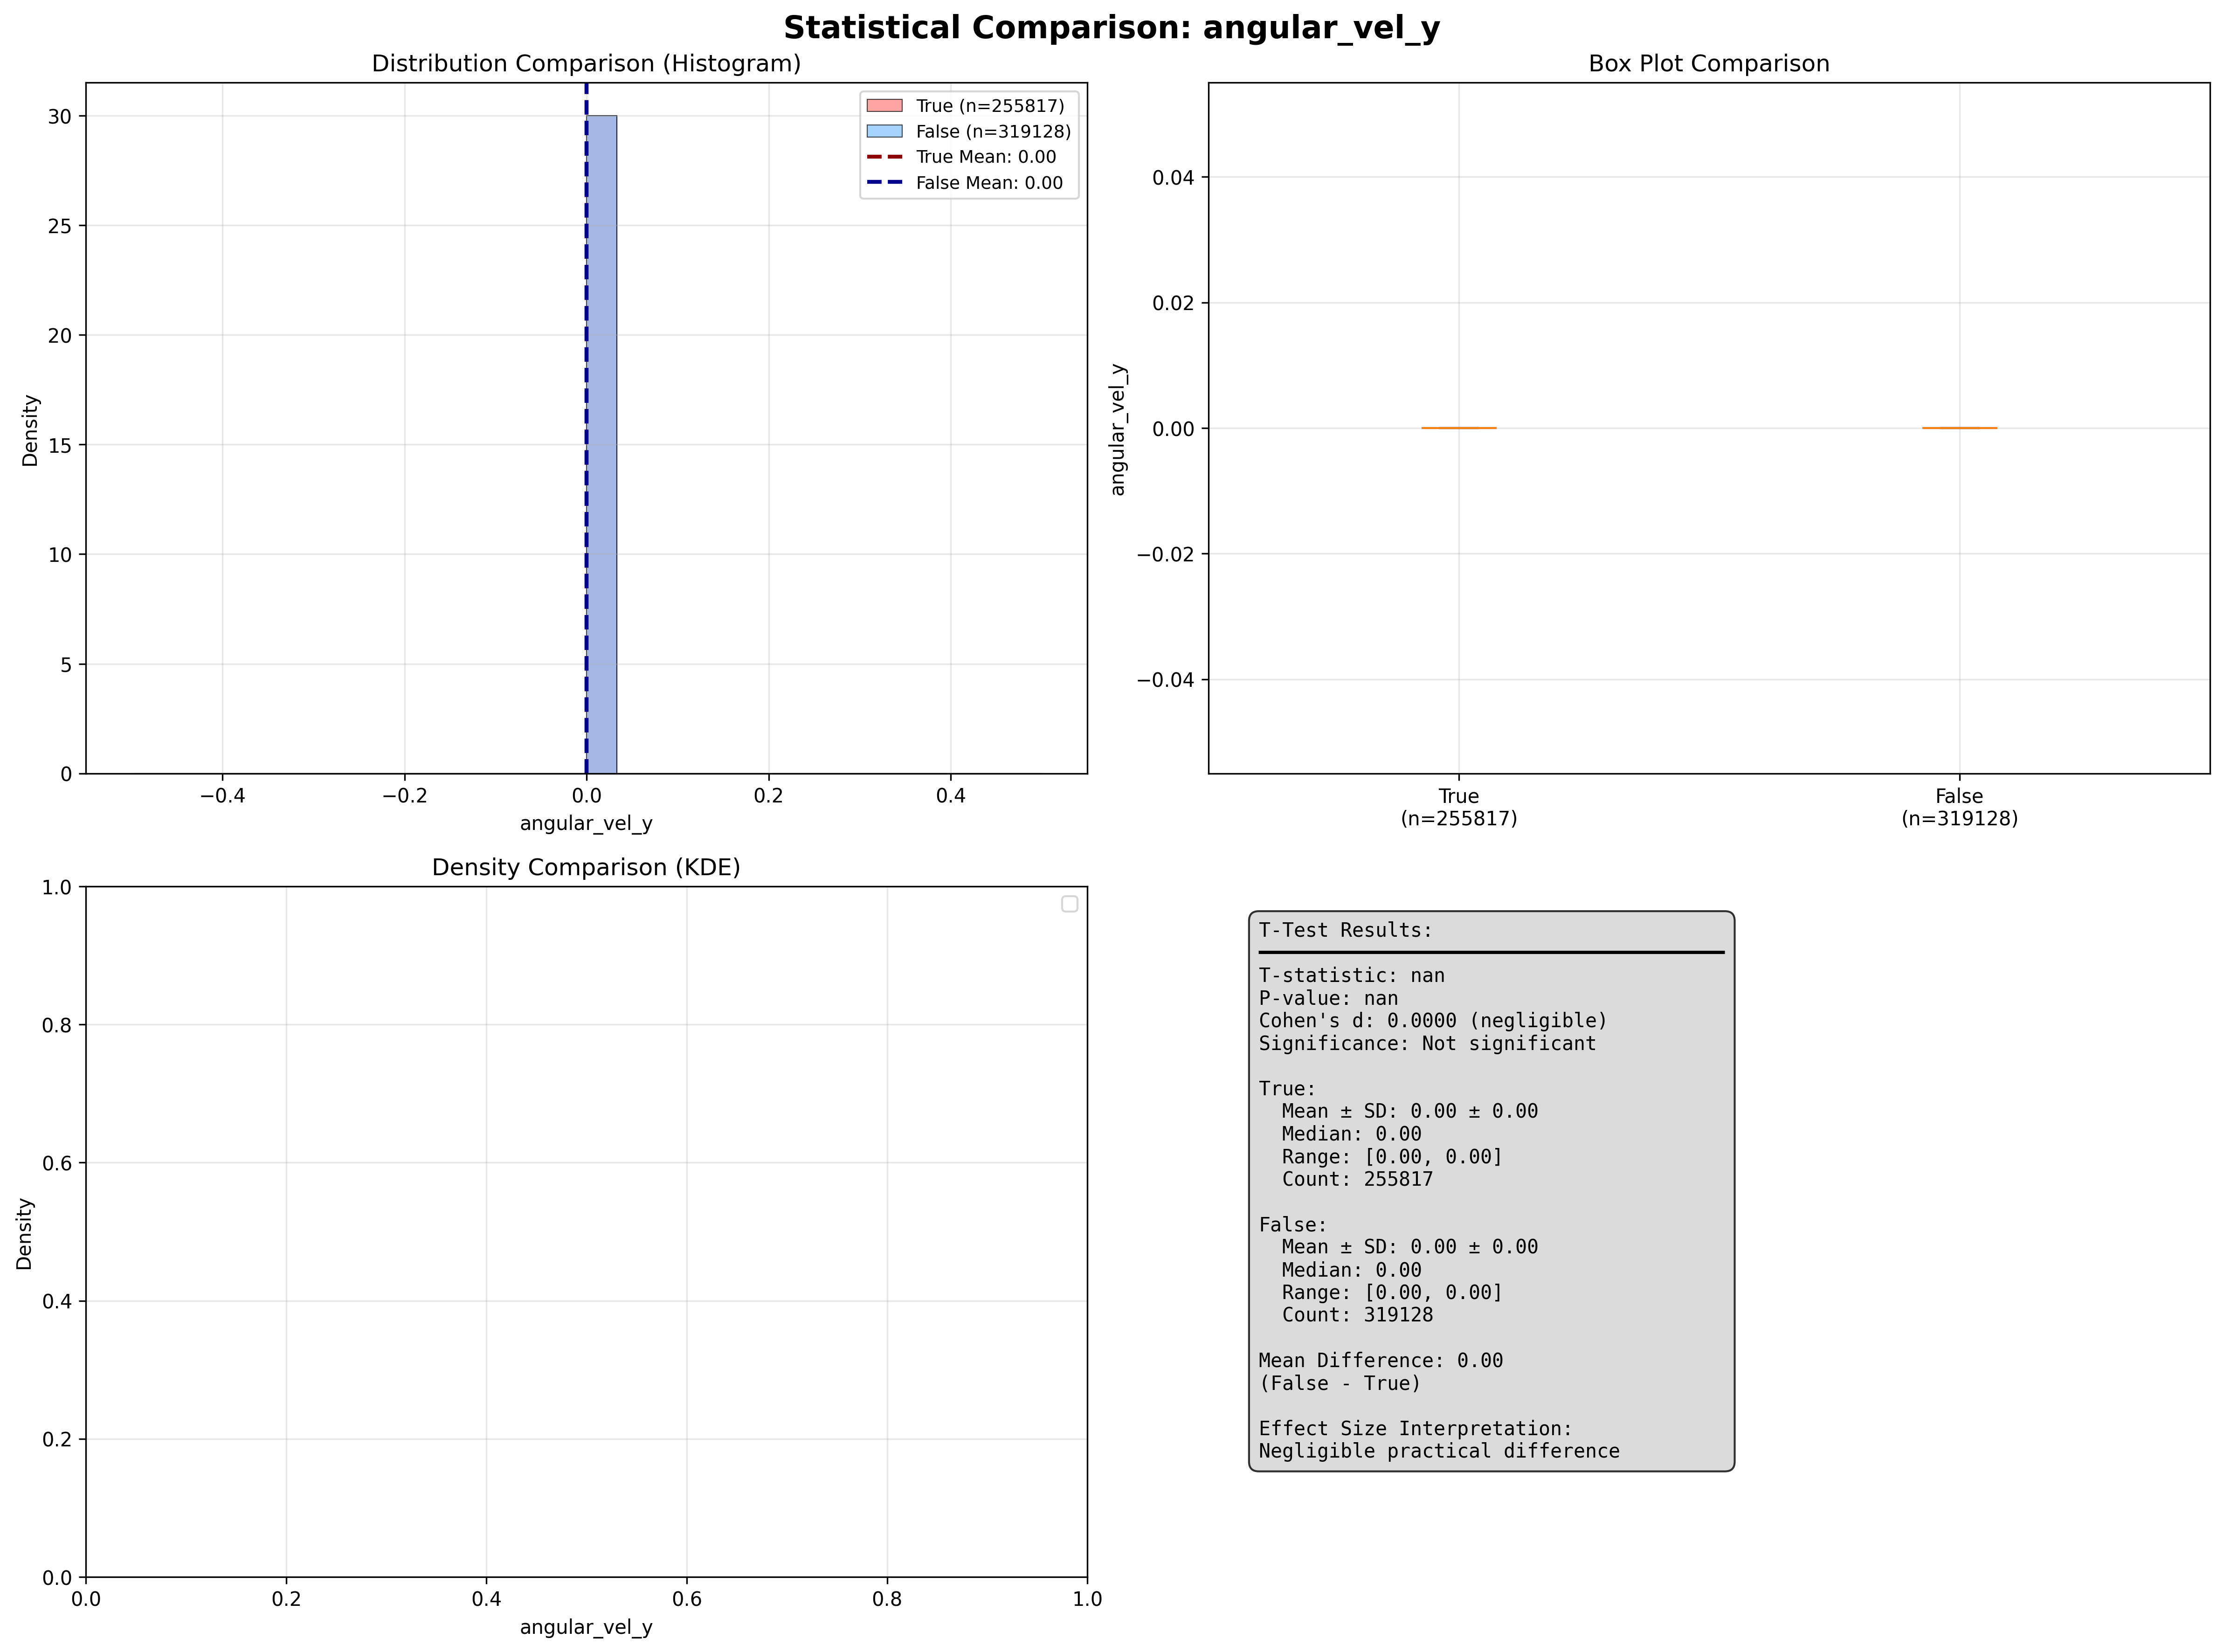 Statistical Comparison: angular_vel_y
Distribution Comparison (Histogram)
30
25
20
15
10
5
0
Density
−0.4
−0.2
0.0
0.2
0.4
angular_vel_y
True (n=255817)
False (n=319128)
True Mean: 0.00
False Mean: 0.00
Box Plot Comparison
0.04
0.02
0.00
−0.02
−0.04
angular_vel_y
True
(n=255817)
False
(n=319128)
Density Comparison (KDE)
1.0
0.8
0.6
0.4
0.2
0.0
Density
0.0
0.2
0.4
0.6
0.8
1.0
angular_vel_y
T-Test Results:
T-statistic: nan
P-value: nan
Cohen's d: 0.0000 (negligible)
Significance: Not significant
True:
Mean ± SD: 0.00 ± 0.00
Median: 0.00
Range: [0.00, 0.00]
Count: 255817
False:
Mean ± SD: 0.00 ± 0.00
Median: 0.00
Range: [0.00, 0.00]
Count: 319128
Mean Difference: 0.00
(False - True)
Effect Size Interpretation:
Negligible practical difference